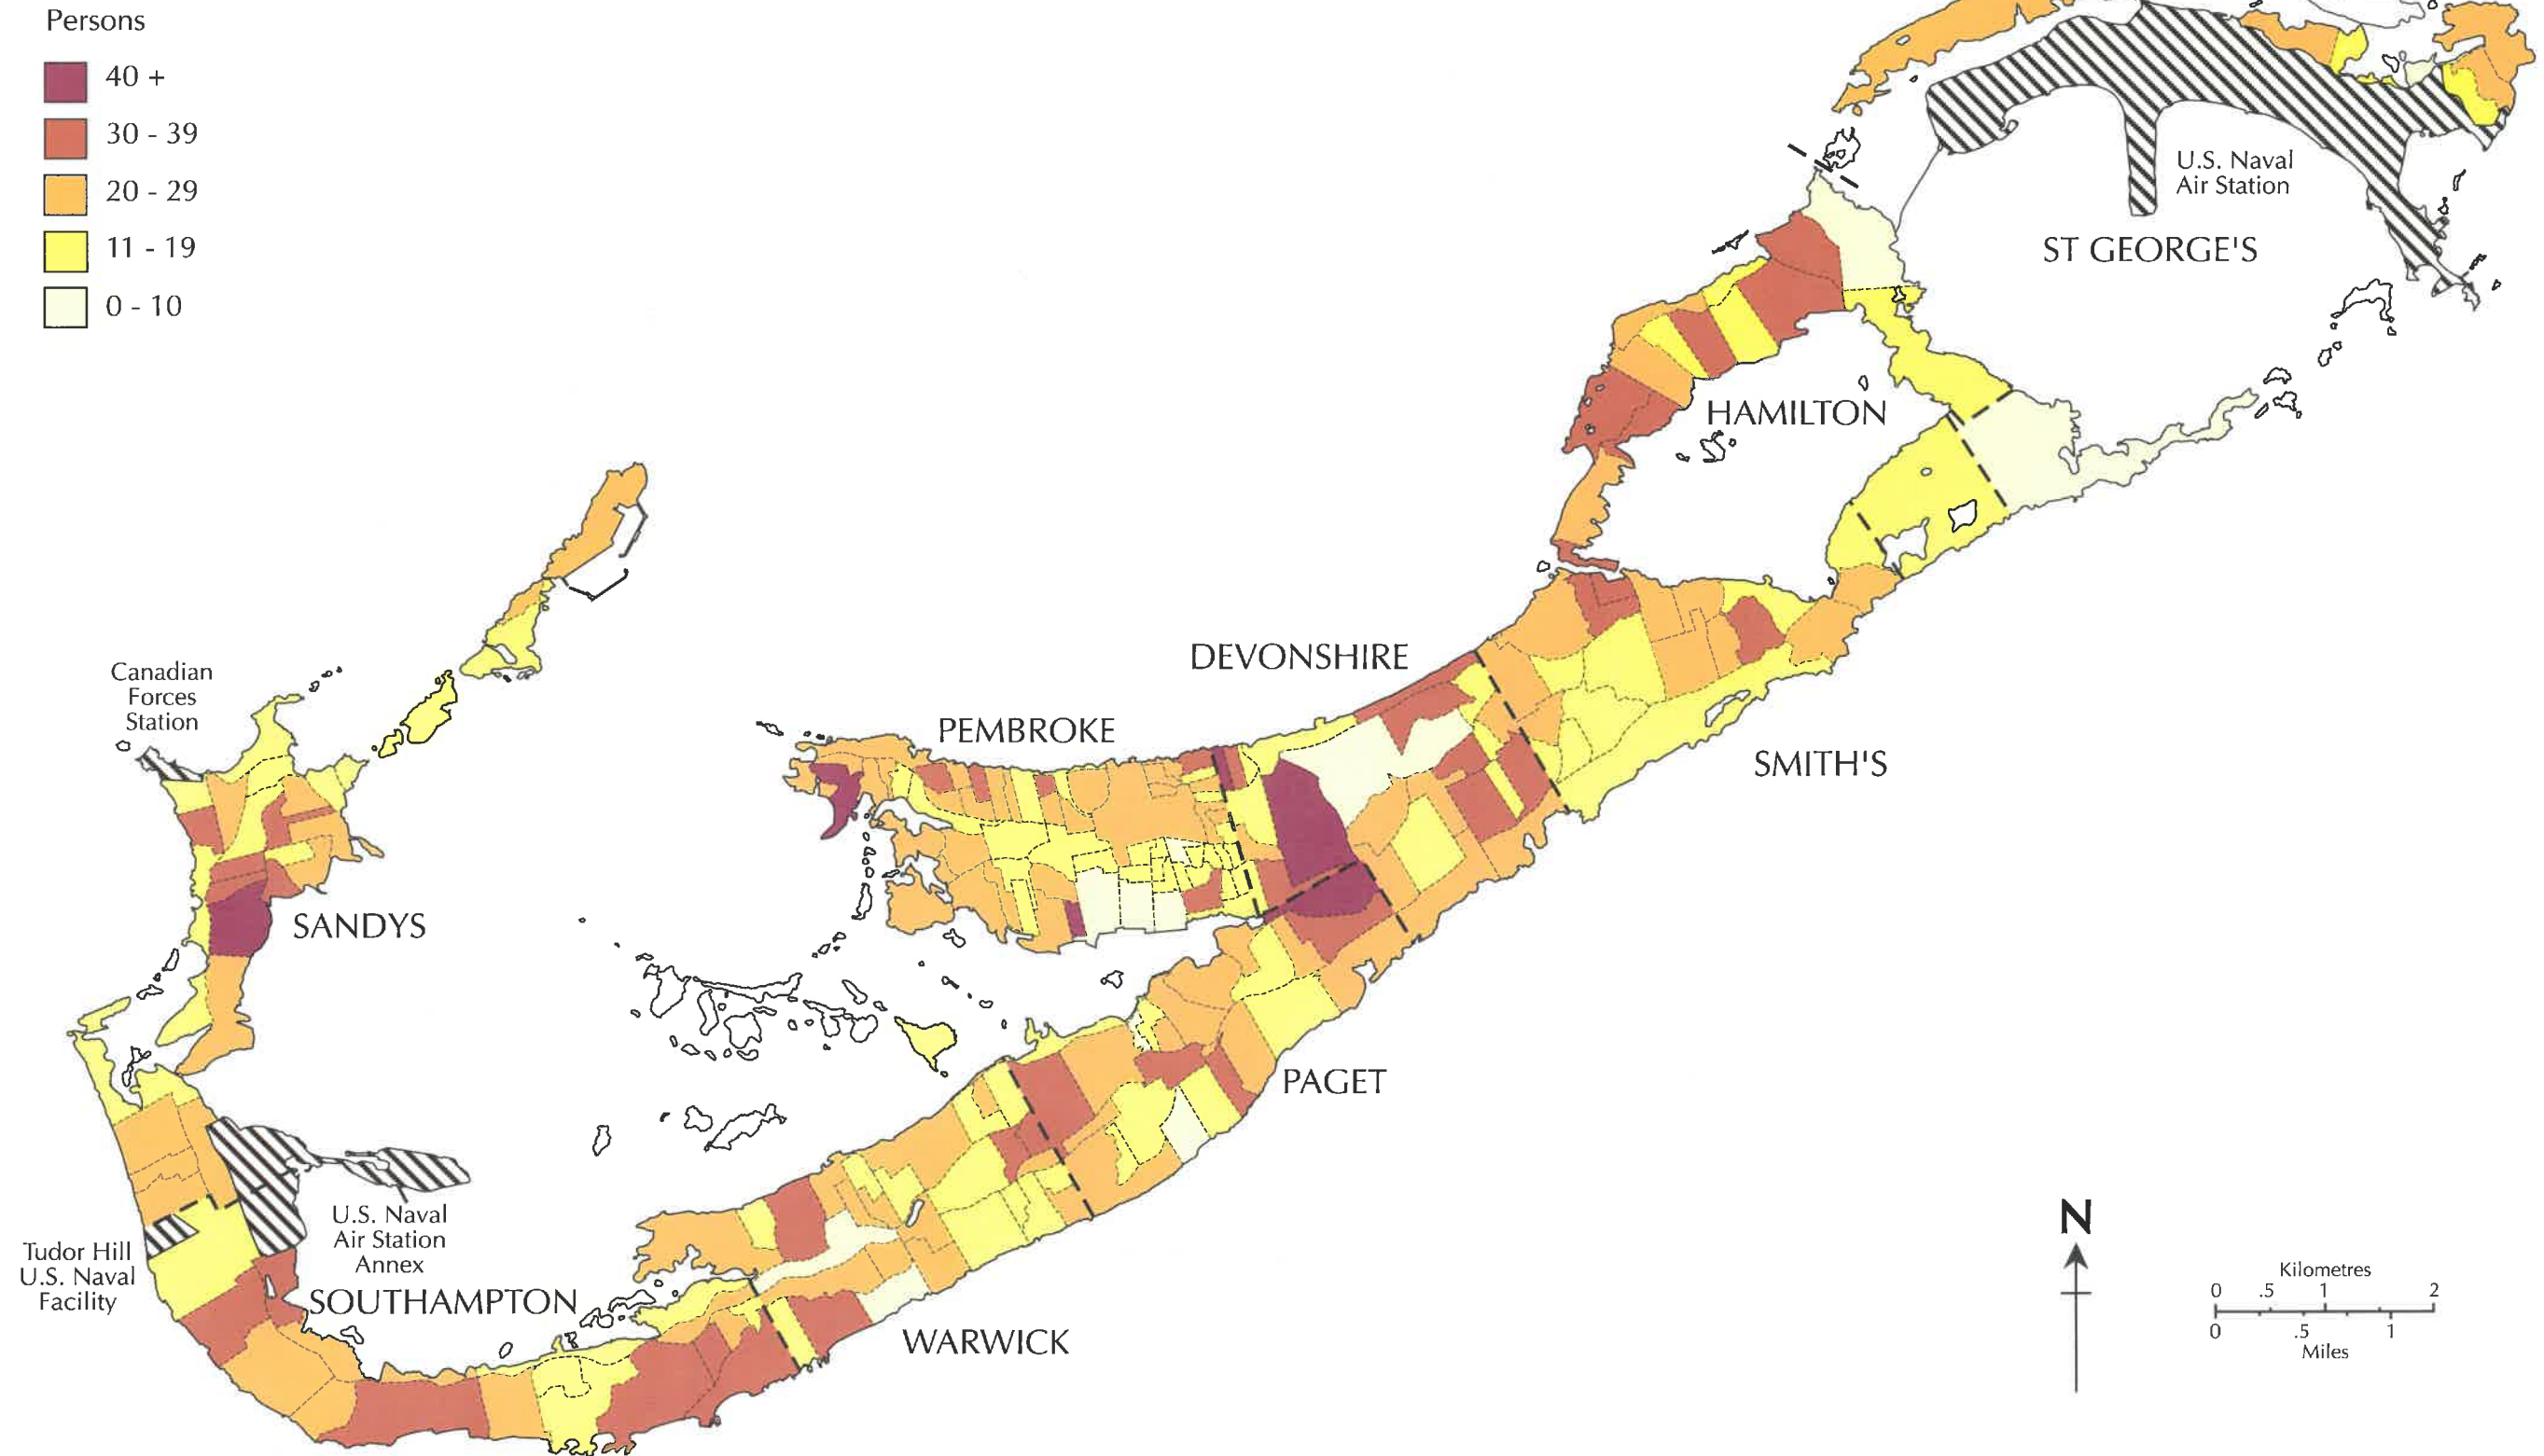 Persons
40 +
30 - 39
20 - 29
11 - 19
0 - 10
U.S. Naval
Air Station
ST GEORGE'S
HAMILTON
DEVONSHIRE
Canadian
Forces
Station
PEMBROKE
SMITH'S
SANDYS
PAGET
U.S. Naval
Air Station
Annex
Tudor Hill
U.S. Naval
Facility
SOUTHAMPTON
WARWICK
N
Kilometres
0 .5 1 2
0 .5 1
Miles